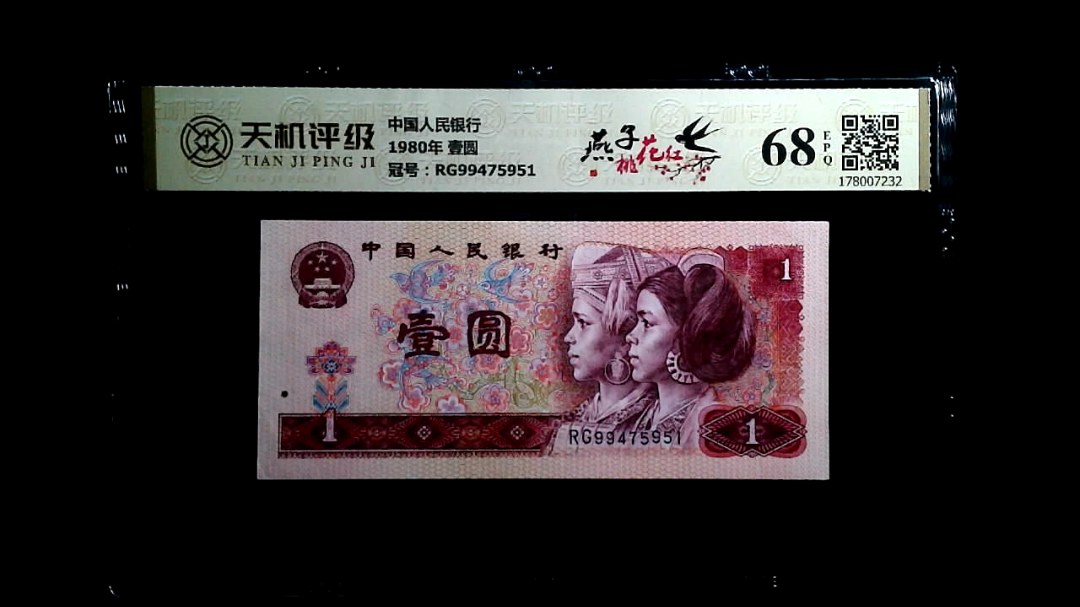 天机评级
TIAN JI PING JI
中国人民银行
1980年 壹圆
冠号：RG99475951
燕子
桃花红
68
EPQ
178007232
中国人民银行
1
壹圆
1
RG99475951
1